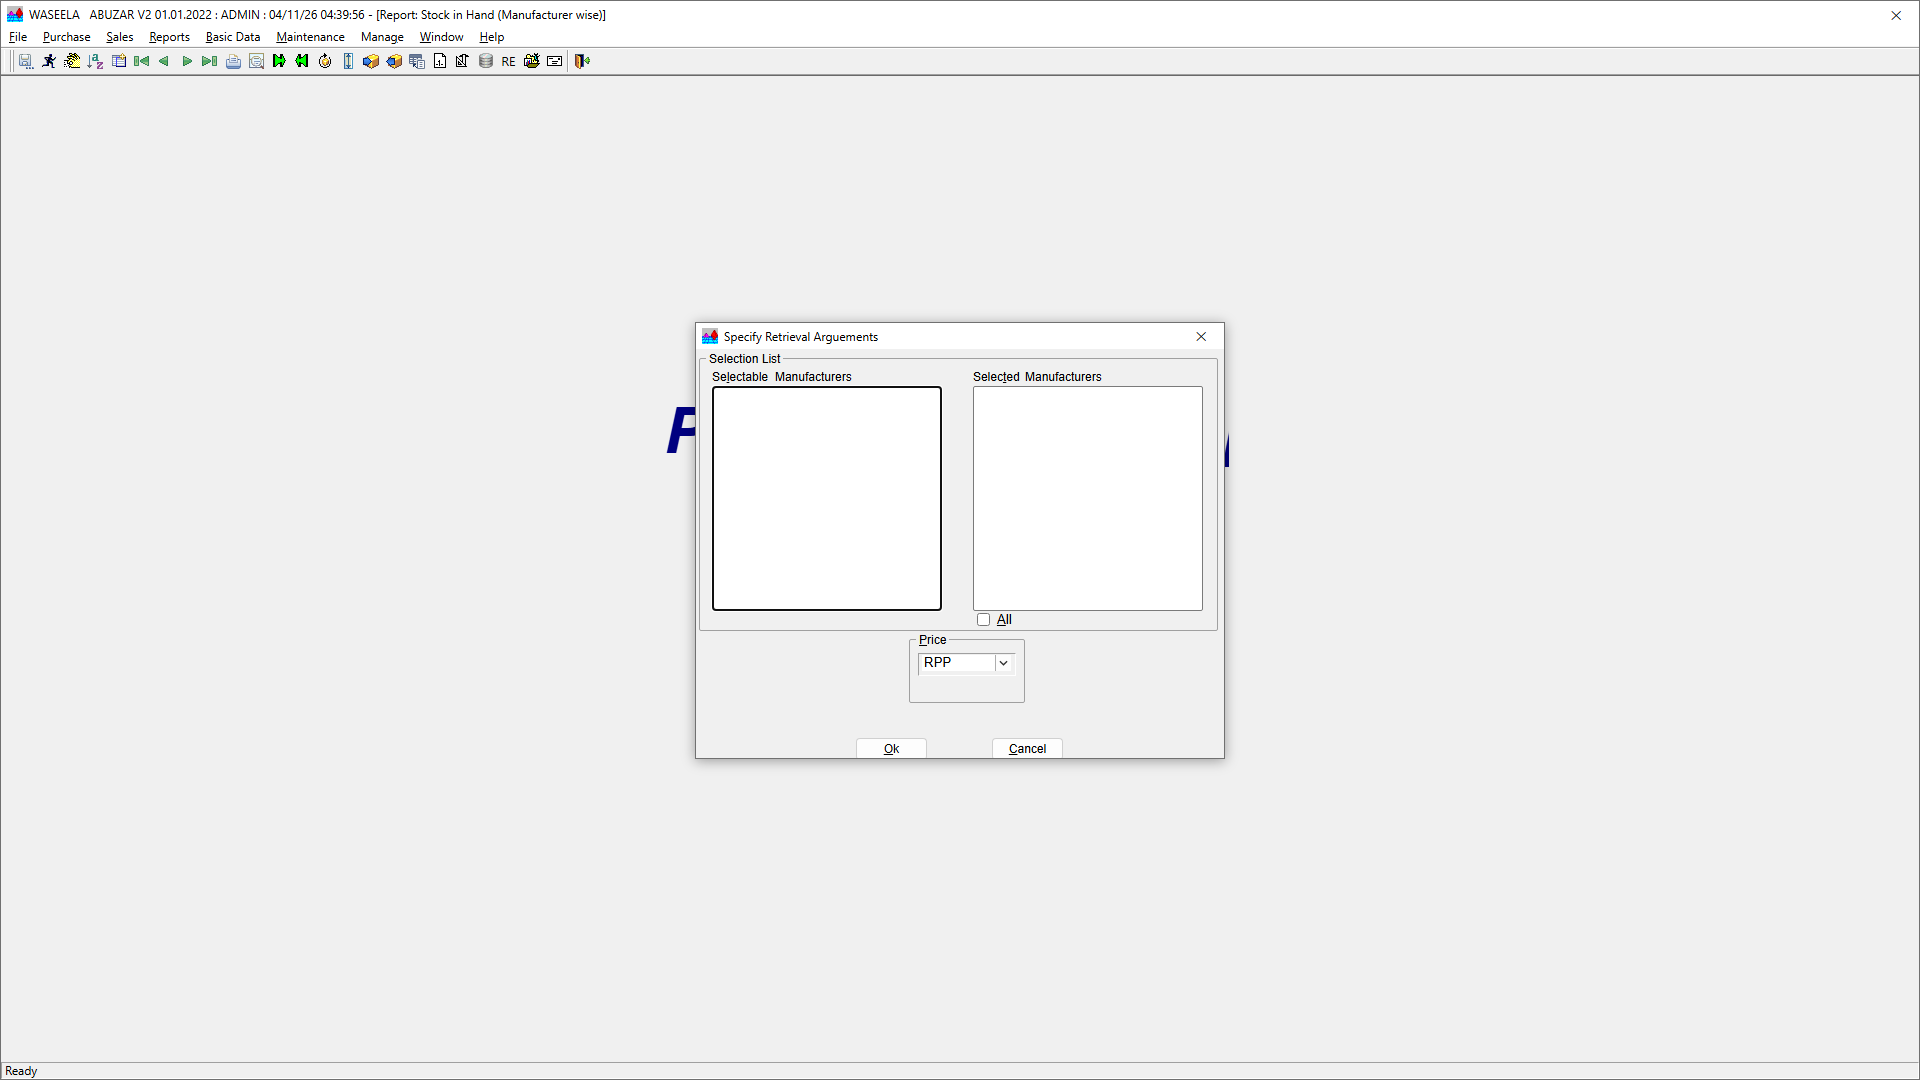 WASEELA ABUZAR V2 01.01.2022 : ADMIN : 04/11/26 04:39:56 - [Report: Stock in Hand (Manufacturer wise)]
File Purchase Sales Reports Basic Data Maintenance Manage Window Help
RE
Specify Retrieval Arguements
Selection List
Selectable Manufacturers
Selected Manufacturers
All
Price
RPP
Ok
Cancel
Ready